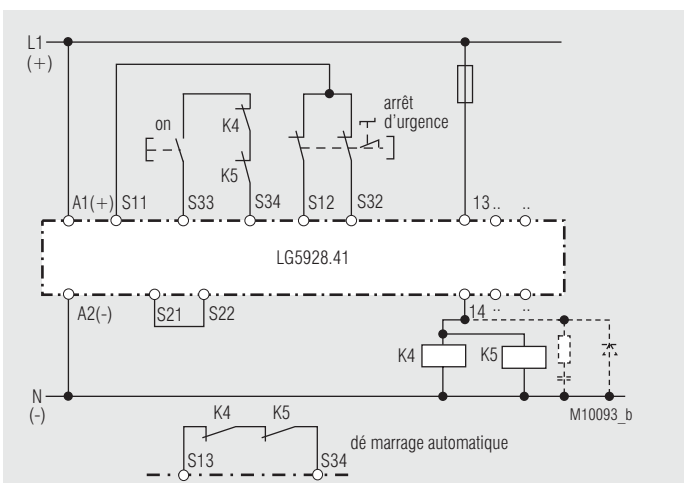 L1
(+)
arrêt
d'urgence
on
K4
K5
A1(+) S11 S33 S34 S12 S32 13 .. ..
LG5928.41
A2(-) S21 S22 14 .. ..
K4 K5
N
(-)
M10093_b
K4 K5
dé marrage automatique
S13 S34